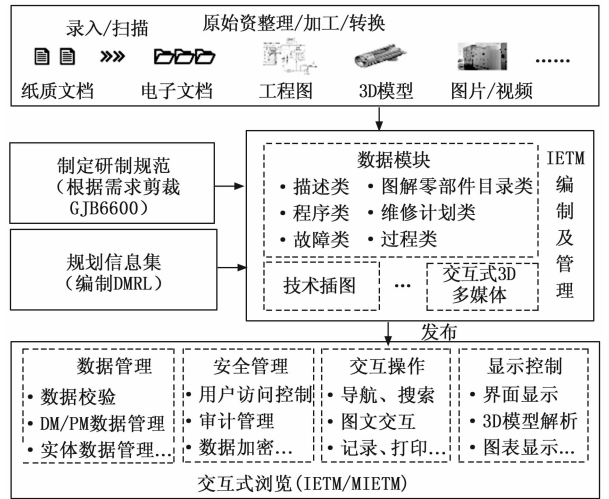 录入/扫描
原始资整理/加工/转换
纸质文档
电子文档
工程图
3D模型
图片/视频
……
制定研制规范
(根据需求剪裁
GJB6600)
规划信息集
(编制DMRL)
数据模块
·描述类
·图解零部件目录类
·程序类
·维修计划类
·故障类
·过程类
技术插图
…
交互式3D
多媒体
IETM
编
制
及
管
理
发布
数据管理
·数据校验
·DM/PM数据管理
·实体数据管理…
安全管理
·用户访问控制
·审计管理
·数据加密…
交互操作
·导航、搜索
·图文交互
·记录、打印…
显示控制
·界面显示
·3D模型解析
·图表显示…
交互式浏览(IETM/MIETM)